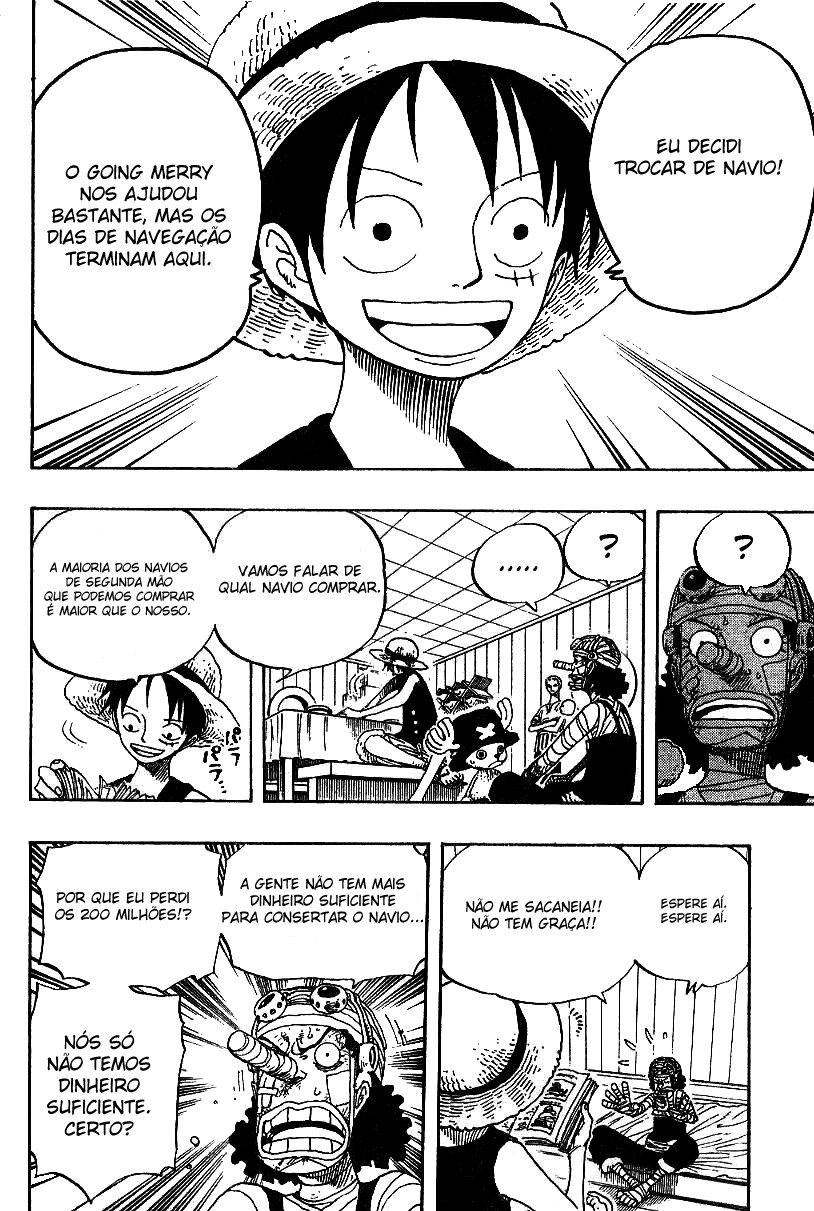 EU DECIDI
TROCAR DE NAVIO!
O GOING MERRY
NOS AJUDOU
BASTANTE, MAS OS
DIAS DE NAVEGAÇÃO
TERMINAM AQUI.
?
?
.....
VAMOS FALAR DE
QUAL NAVIO COMPRAR.
A MAIORIA DOS NAVIOS
DE SEGUNDA MÃO
QUE PODEMOS COMPRAR
É MAIOR QUE O NOSSO.
ESPERE AÍ.
ESPERE AÍ.
NÃO ME SACANEIA!!
NÃO TEM GRAÇA!!
A GENTE NÃO TEM MAIS
DINHEIRO SUFICIENTE
PARA CONSERTAR O NAVIO...
POR QUE EU PERDI
OS 200 MILHÕES!?
NÓS SÓ
NÃO TEMOS
DINHEIRO
SUFICIENTE.
CERTO?